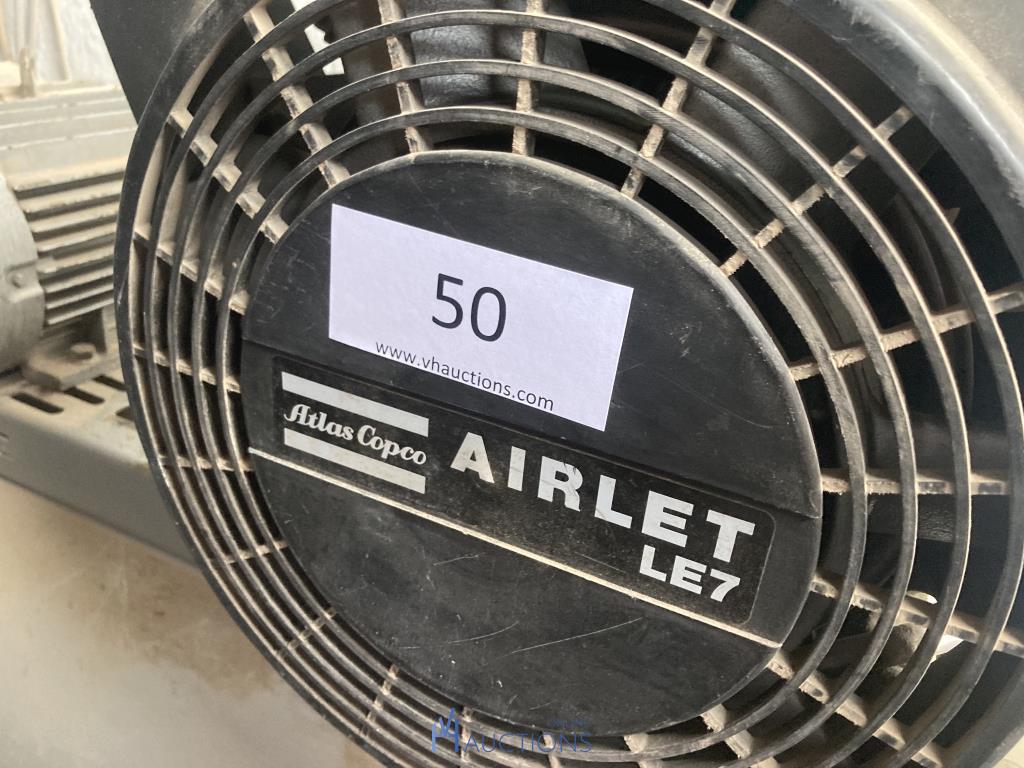 50
www.vhauctions.com
Atlas Copco
AIRLET
LE7
AUCTIONS